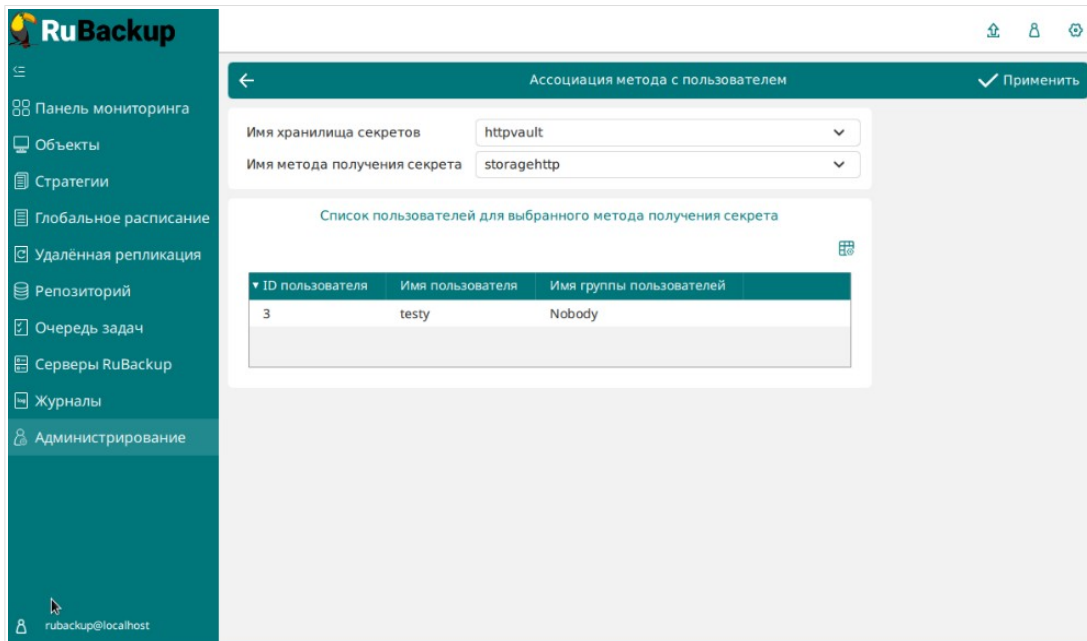 RuBackup
Ассоциация метода с пользователем
Применить
Панель мониторинга
Объекты
Стратегии
Глобальное расписание
Удалённая репликация
Репозиторий
Очередь задач
Серверы RuBackup
Журналы
Администрирование
rubackup@localhost
Имя хранилища секретов httpvault
Имя метода получения секрета storagehttp
Список пользователей для выбранного метода получения секрета
ID пользователя Имя пользователя Имя группы пользователей
3 testy Nobody